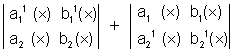 | a₁¹ (x) b₁¹(x) | + | a₁ (x) b₁(x) |
| a₂ (x) b₂(x) | | a₂¹ (x) b₂¹(x) |